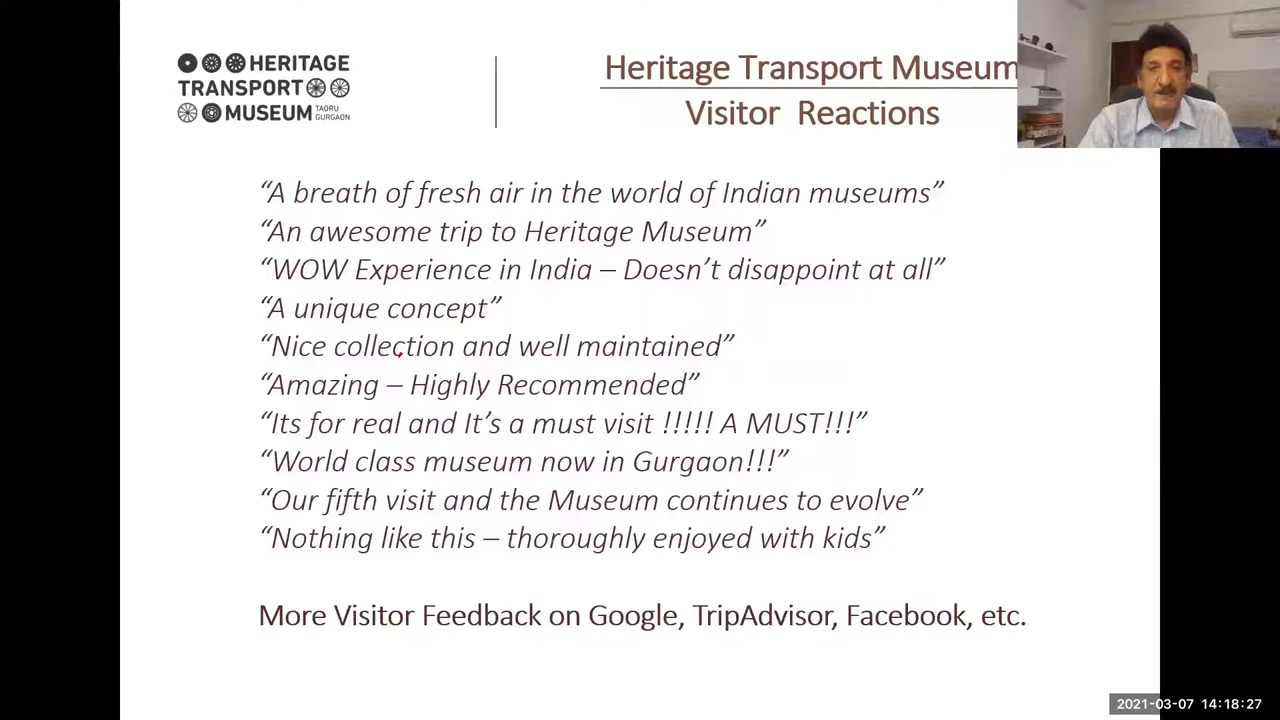 HERITAGE
TRANSPORT
MUSEUM TAORU GURGAON
Heritage Transport Museum
Visitor Reactions
“A breath of fresh air in the world of Indian museums”
“An awesome trip to Heritage Museum”
“WOW Experience in India – Doesn’t disappoint at all”
“A unique concept”
“Nice collection and well maintained”
“Amazing – Highly Recommended”
“Its for real and It’s a must visit !!!!! A MUST!!!”
“World class museum now in Gurgaon!!!”
“Our fifth visit and the Museum continues to evolve”
“Nothing like this – thoroughly enjoyed with kids”
More Visitor Feedback on Google, TripAdvisor, Facebook, etc.
2021-03-07 14:18:27